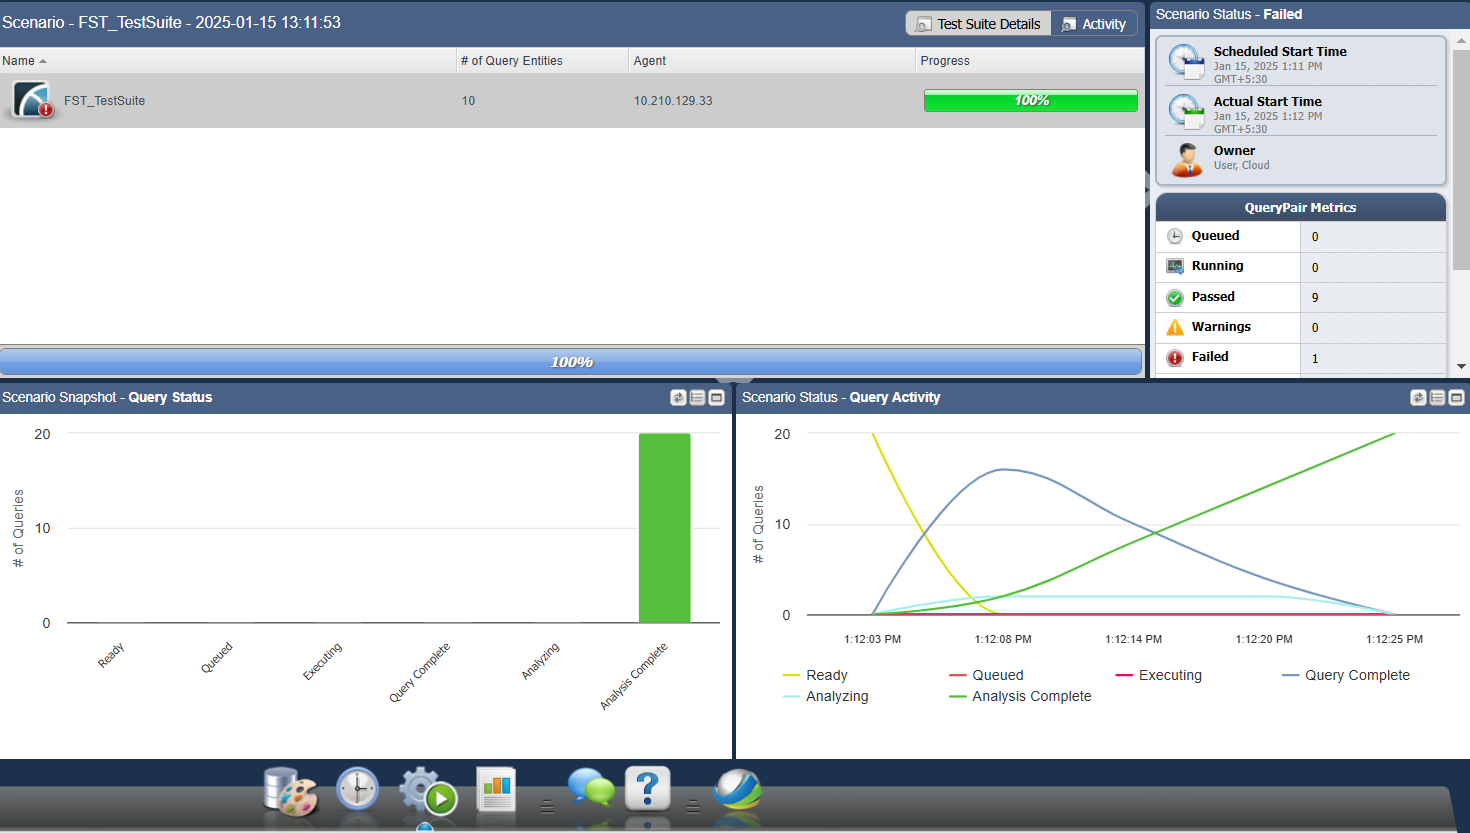 Scenario - FST_TestSuite - 2025-01-15 13:11:53
Test Suite Details
Activity
Name
# of Query Entities
Agent
Progress
FST_TestSuite
10
10.210.129.33
100%
100%
Scenario Status - Failed
Scheduled Start Time
Jan 15, 2025 1:11 PM
GMT+5:30
Actual Start Time
Jan 15, 2025 1:12 PM
GMT+5:30
Owner
User, Cloud
QueryPair Metrics
Queued 0
Running 0
Passed 9
Warnings 0
Failed 1
Scenario Snapshot - Query Status
# of Queries
20
10
0
Ready
Queued
Executing
Query Complete
Analyzing
Analysis Complete
Scenario Status - Query Activity
# of Queries
20
10
0
1:12:03 PM
1:12:08 PM
1:12:14 PM
1:12:20 PM
1:12:25 PM
Ready
Queued
Executing
Query Complete
Analyzing
Analysis Complete
?